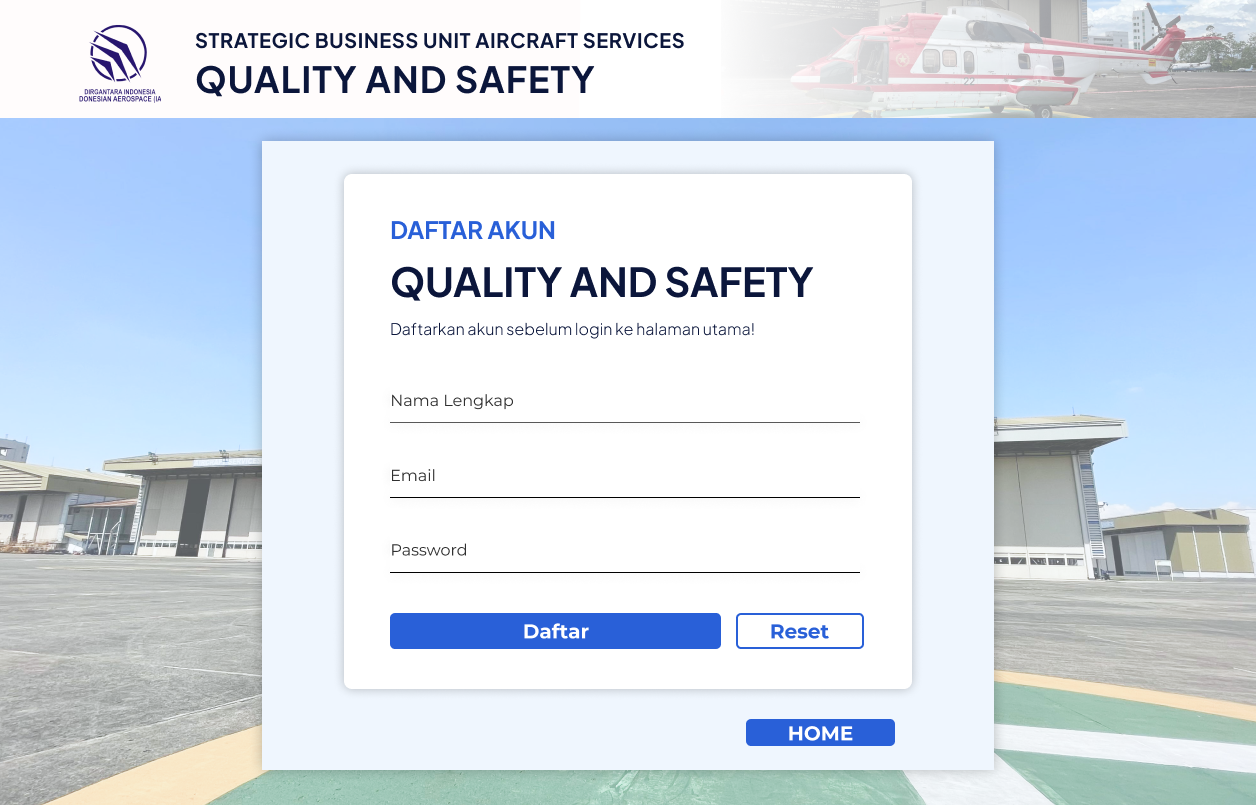 STRATEGIC BUSINESS UNIT AIRCRAFT SERVICES
QUALITY AND SAFETY
DIRGANTARA INDONESIA
DONESIAN AEROSPACE |IA
DAFTAR AKUN
QUALITY AND SAFETY
Daftarkan akun sebelum login ke halaman utama!
Nama Lengkap
Email
Password
Daftar
Reset
HOME